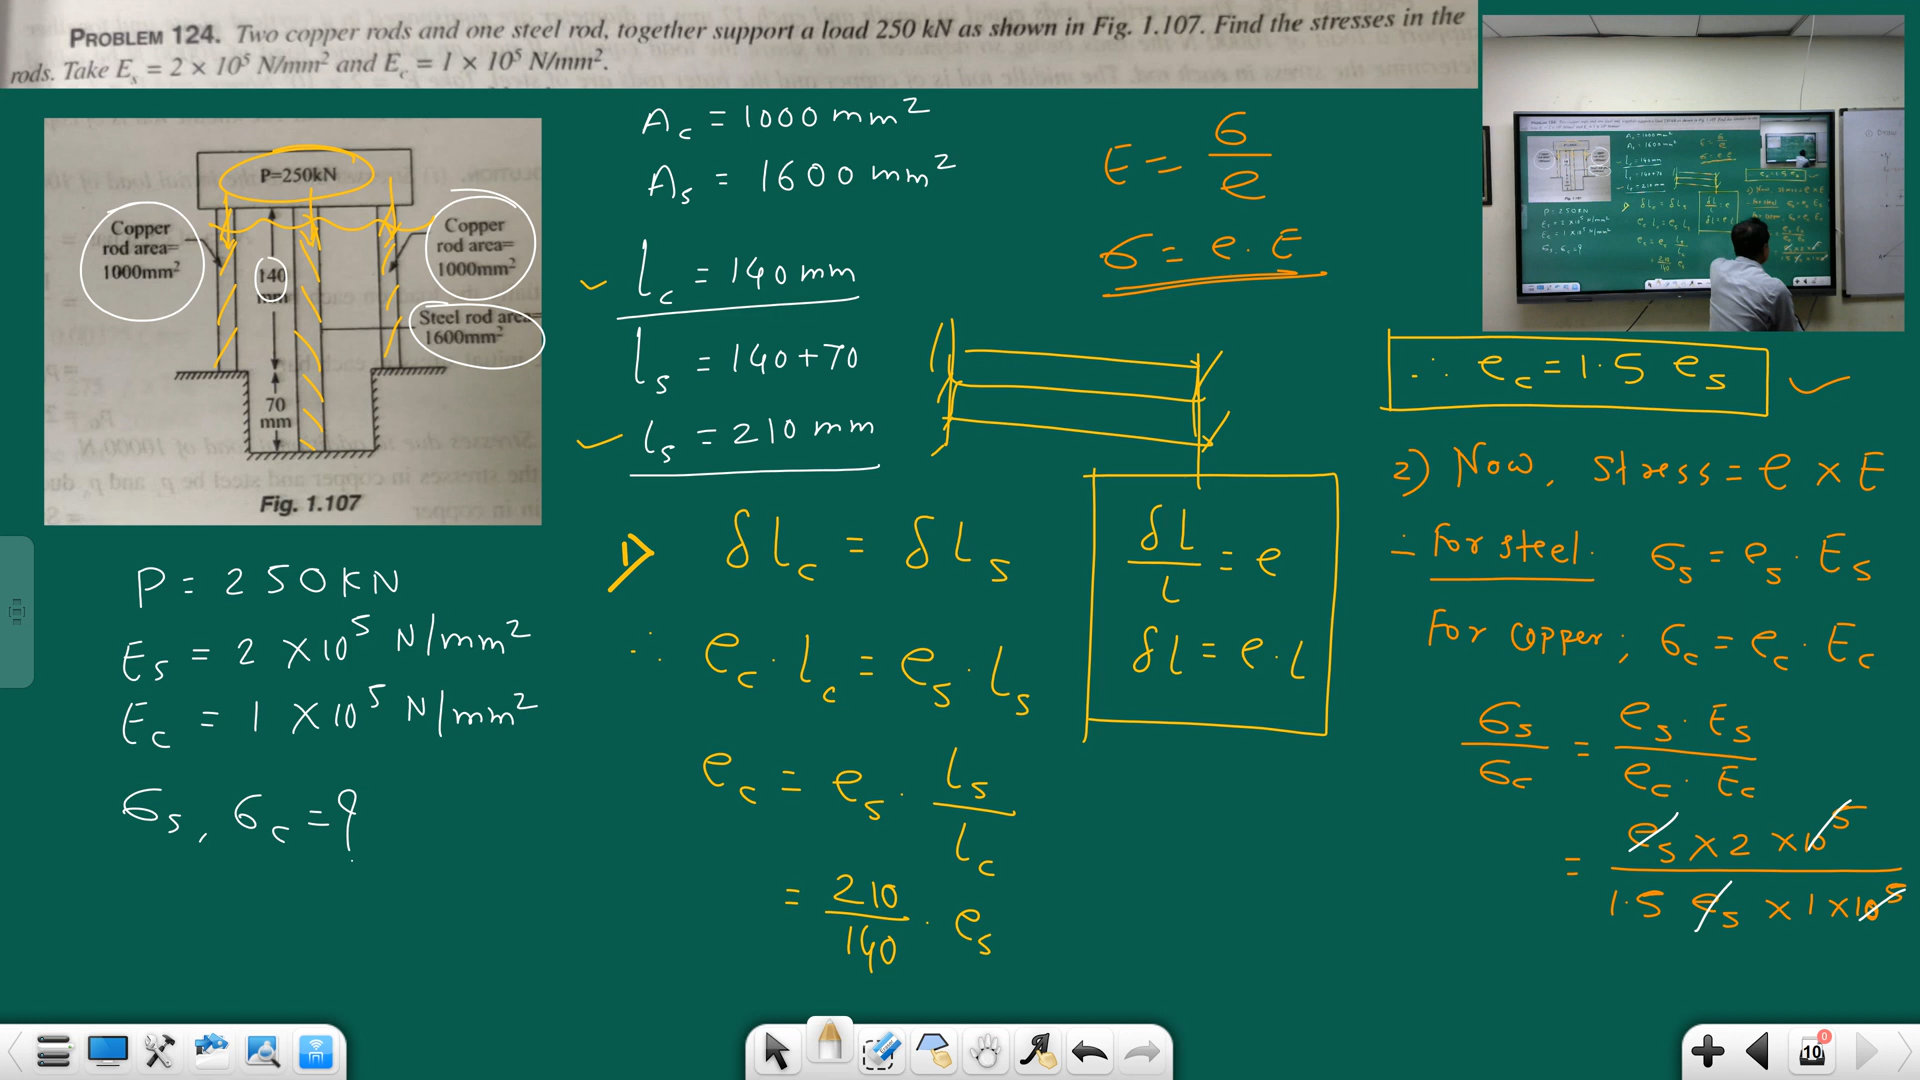 PROBLEM 124. Two copper rods and one steel rod, together support a load 250 kN as shown in Fig. 1.107. Find the stresses in the
rods. Take Es = 2 × 10⁵ N/mm² and Ec = 1 × 10⁵ N/mm².
P=250kN
Copper
rod area=
1000mm²
Copper
rod area=
1000mm²
140
mm
Steel rod area=
1600mm²
70
mm
Fig. 1.107
P = 250KN
Es = 2 × 10⁵ N/mm²
Ec = 1 × 10⁵ N/mm²
σs, σc = ?
Ac = 1000 mm²
As = 1600 mm²
lc = 140 mm
ls = 140+70
ls = 210 mm
1) δLc = δLs
∴ ec · lc = es · Ls
ec = es · Ls/Lc
= 210/140 · es
E = σ/e
σ = e · E
δL/L = e
δl = e · l
∴ ec = 1.5 es
2) Now, Stress = e × E
∴ For steel. σs = es · Es
For copper; σc = ec · Ec
σs/σc = es · Es/ec · Ec
= es × 2 × 10⁵/1.5 es × 1 × 10⁵
10
0